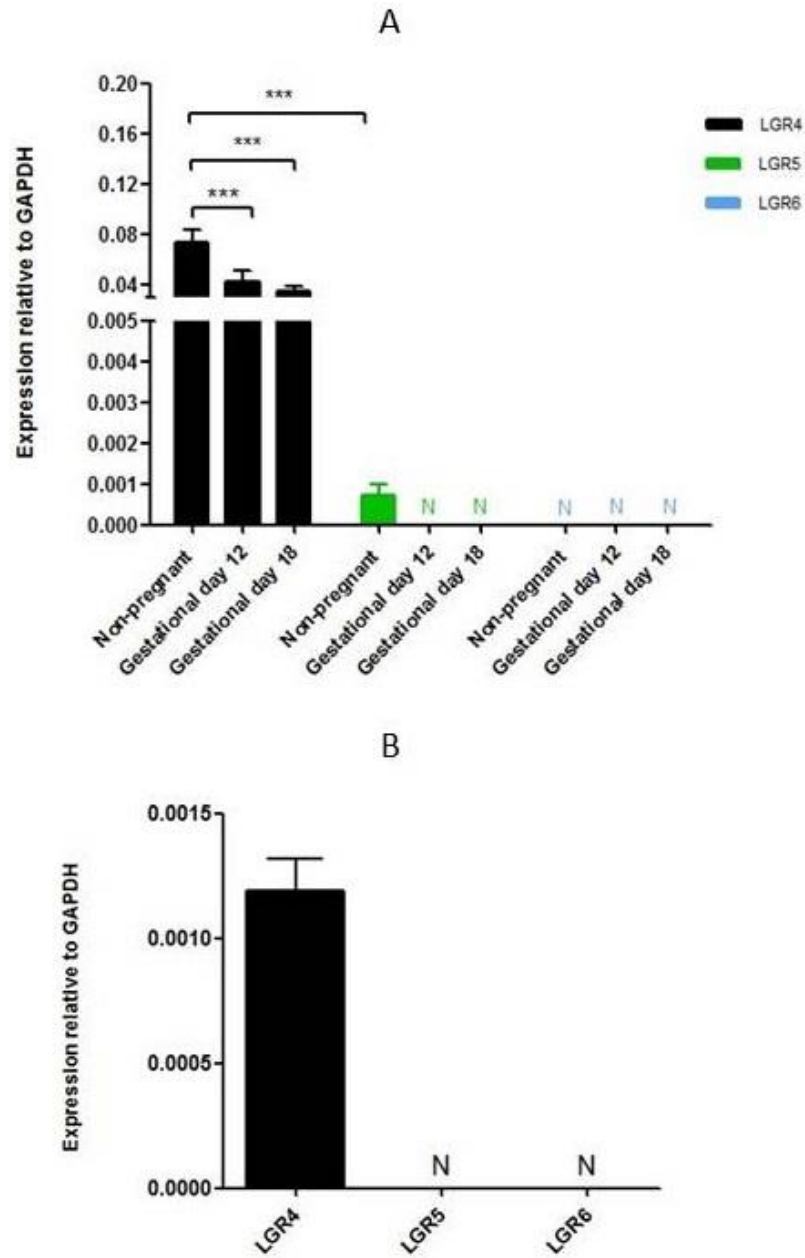 A
Expression relative to GAPDH
0.20
0.16
0.12
0.08
0.04
0.005
0.004
0.003
0.002
0.001
0.000
***
***
***
LGR4
LGR5
LGR6
N
N
N
N
N
Non-pregnant
Gestational day 12
Gestational day 18
Non-pregnant
Gestational day 12
Gestational day 18
Non-pregnant
Gestational day 12
Gestational day 18
B
Expression relative to GAPDH
0.0015
0.0010
0.0005
0.0000
N
N
LGR4
LGR5
LGR6